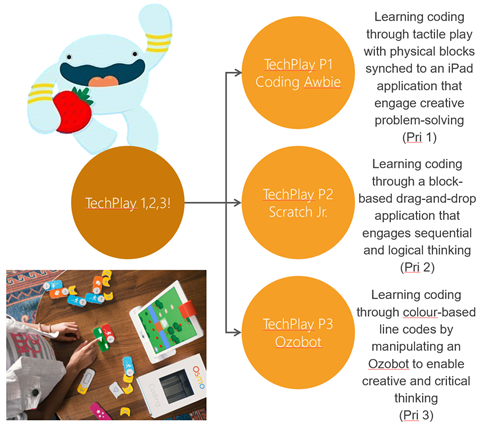 TechPlay 1,2,3!
TechPlay P1
Coding Awbie
Learning coding
through tactile play
with physical blocks
synched to an iPad
application that
engage creative
problem-solving
(Pri 1)
TechPlay P2
Scratch Jr.
Learning coding
through a block-
based drag-and-drop
application that
engages sequential
and logical thinking
(Pri 2)
TechPlay P3
Ozobot
Learning coding
through colour-based
line codes by
manipulating an
Ozobot to enable
creative and critical
thinking
(Pri 3)